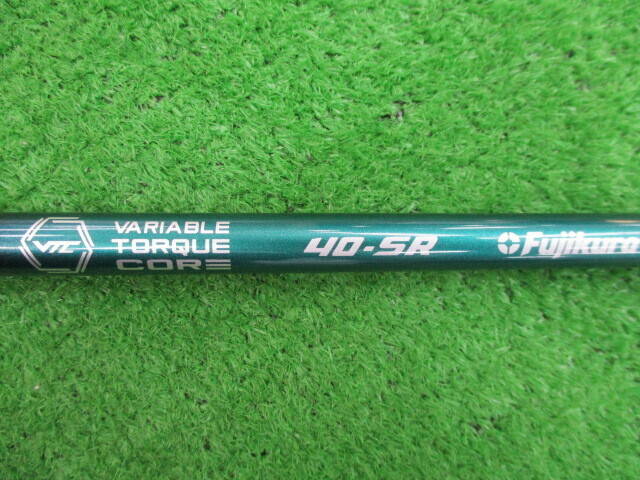 VTC
VARIABLE
TORQUE
CORE
40-SR
Fujikura